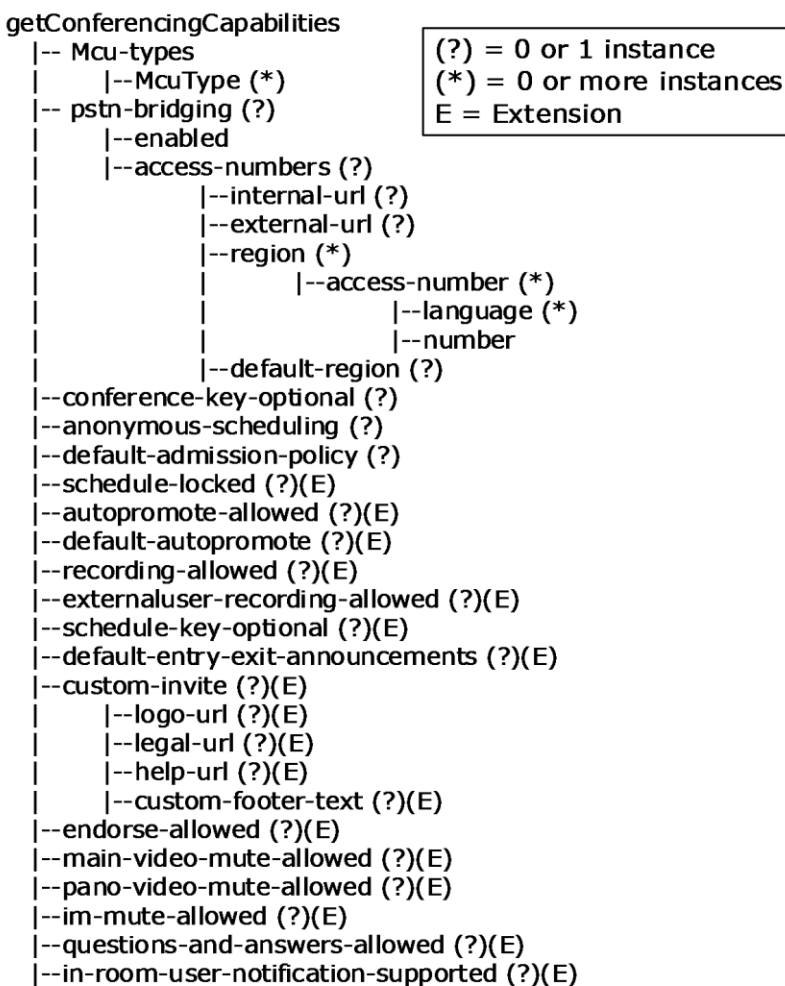 getConferencingCapabilities
|-- Mcu-types
| |--McuType (*)
|-- pstn-bridging (?)
| |--enabled
| |--access-numbers (?)
| |--internal-url (?)
| |--external-url (?)
| |--region (*)
| | |--access-number (*)
| | |--language (*)
| | |--number
| |--default-region (?)
|--conference-key-optional (?)
|--anonymous-scheduling (?)
|--default-admission-policy (?)
|--schedule-locked (?)(E)
|--autopromote-allowed (?)(E)
|--default-autopromote (?)(E)
|--recording-allowed (?)(E)
|--externaluser-recording-allowed (?)(E)
|--schedule-key-optional (?)(E)
|--default-entry-exit-announcements (?)(E)
|--custom-invite (?)(E)
| |--logo-url (?)(E)
| |--legal-url (?)(E)
| |--help-url (?)(E)
| |--custom-footer-text (?)(E)
|--endorse-allowed (?)(E)
|--main-video-mute-allowed (?)(E)
|--pano-video-mute-allowed (?)(E)
|--im-mute-allowed (?)(E)
|--questions-and-answers-allowed (?)(E)
|--in-room-user-notification-supported (?)(E)
(?) = 0 or 1 instance
(*) = 0 or more instances
E = Extension